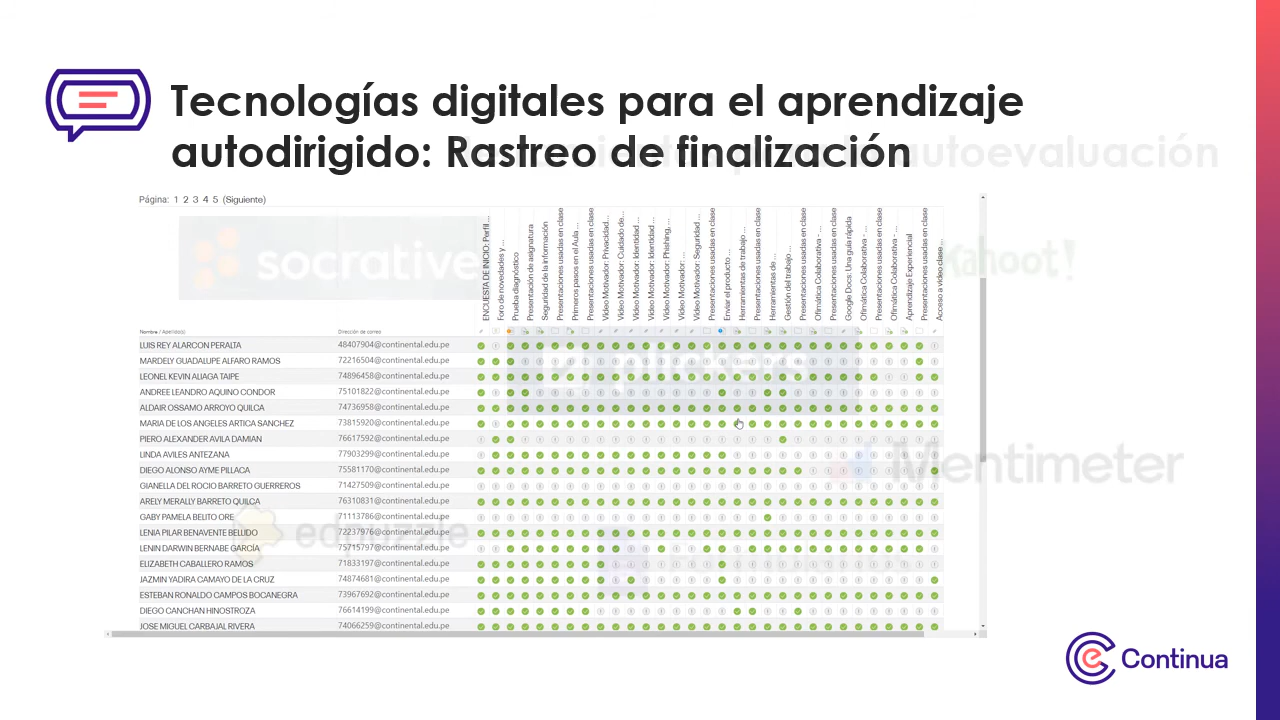 Tecnologías digitales para el aprendizaje
autodirigido: Rastreo de finalización
autoevaluación
Página: 1 2 3 4 5 (Siguiente)
socrative
Kahoot!
plickers
Mentimeter
edpuzzle
ENCUESTA DE INICIO: Perfil ...
Foro de novedades y ...
Prueba diagnóstico
Presentación de asignatura
Seguridad de la información
Presentaciones usadas en clase
Primeros pasos en el Aula ...
Presentaciones usadas en clase
Video Motivador: Privacidad...
Video Motivador: Cuidado de...
Video Motivador: Identidad ...
Video Motivador: Identidad ...
Video Motivador: Phishing, ...
Video Motivador: ...
Video Motivador: Seguridad ...
Presentaciones usadas en clase
Enviar el producto ...
Herramientas de trabajo ...
Presentaciones usadas en clase
Herramientas de ...
Gestión del trabajo ...
Presentaciones usadas en clase
Ofimática Colaborativa - ...
Presentaciones usadas en clase
Google Docs: Una guía rápida
Ofimática Colaborativa - ...
Presentaciones usadas en clase
Ofimática Colaborativa - ...
Aprendizaje Experiencial
Presentaciones usadas en clase
Acceso a video clase ...
Nombre / Apellido(s) Dirección de correo
LUIS REY ALARCON PERALTA 48407904@continental.edu.pe
MARDELY GUADALUPE ALFARO RAMOS 72216504@continental.edu.pe
LEONEL KEVIN ALIAGA TAIPE 74896458@continental.edu.pe
ANDREE LEANDRO AQUINO CONDOR 75101822@continental.edu.pe
ALDAIR OSSAMO ARROYO QUILCA 74736958@continental.edu.pe
MARIA DE LOS ANGELES ARTICA SANCHEZ 73815920@continental.edu.pe
PIERO ALEXANDER AVILA DAMIAN 76617592@continental.edu.pe
LINDA AVILES ANTEZANA 77903299@continental.edu.pe
DIEGO ALONSO AYME PILLACA 75581170@continental.edu.pe
GIANELLA DEL ROCIO BARRETO GUERREROS 71427509@continental.edu.pe
ARELY MERALLY BARRETO QUILCA 76310831@continental.edu.pe
GABY PAMELA BELITO ORE 71113786@continental.edu.pe
LENIA PILAR BENAVENTE BELLIDO 72237976@continental.edu.pe
LENIN DARWIN BERNABE GARCÍA 75715797@continental.edu.pe
ELIZABETH CABALLERO RAMOS 71833197@continental.edu.pe
JAZMIN YADIRA CAMAYO DE LA CRUZ 74874681@continental.edu.pe
ESTEBAN RONALDO CAMPOS BOCANEGRA 73967692@continental.edu.pe
DIEGO CANCHAN HINOSTROZA 76614199@continental.edu.pe
JOSE MIGUEL CARBAJAL RIVERA 74066259@continental.edu.pe
Continua